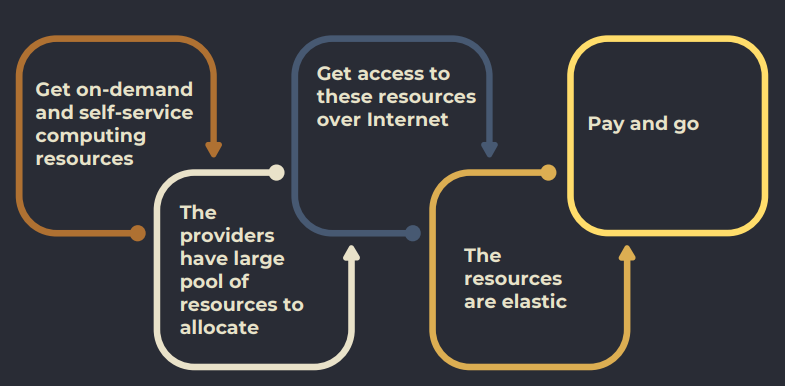 Get on-demand
and self-service
computing
resources
The
providers
have large
pool of
resources to
allocate
Get access to
these resources
over Internet
The
resources
are elastic
Pay and go